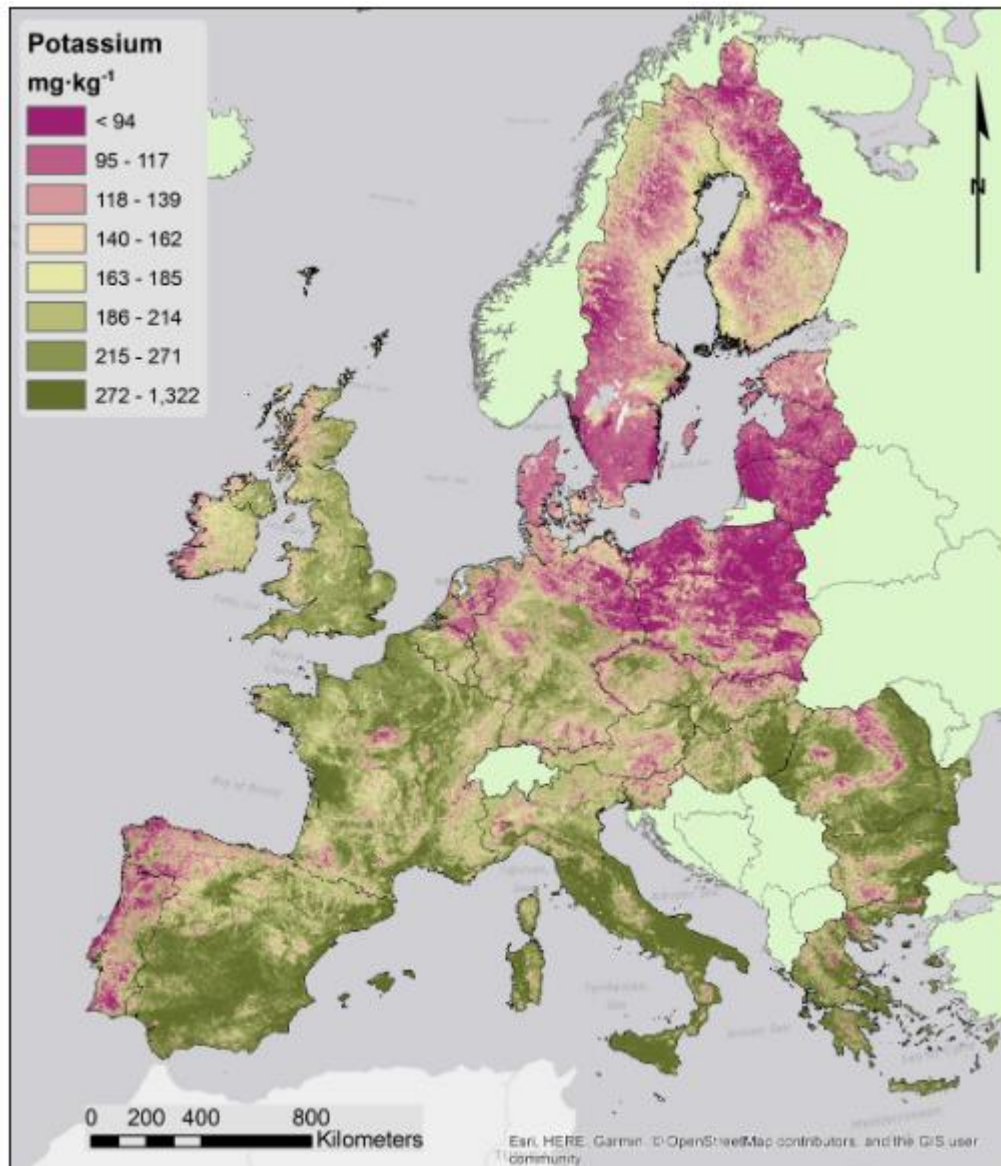 Potassium
mg·kg⁻¹
< 94
95 - 117
118 - 139
140 - 162
163 - 185
186 - 214
215 - 271
272 - 1,322
N
Bay of Biscay
0 200 400 800
Kilometers
Esri, HERE, Garmin, © OpenStreetMap contributors, and the GIS user
community